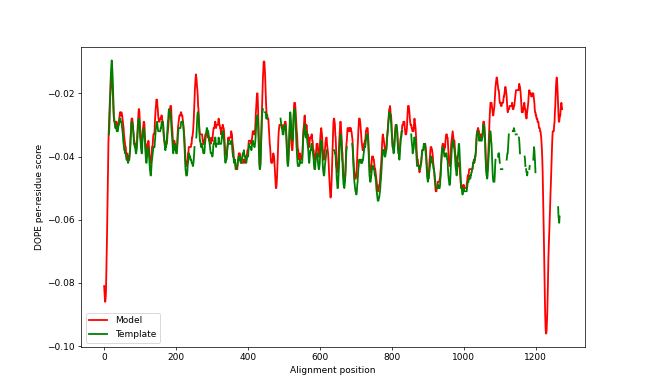 −0.02
−0.04
−0.06
−0.08
−0.10
DOPE per-residue score
Model
Template
0 200 400 600 800 1000 1200
Alignment position